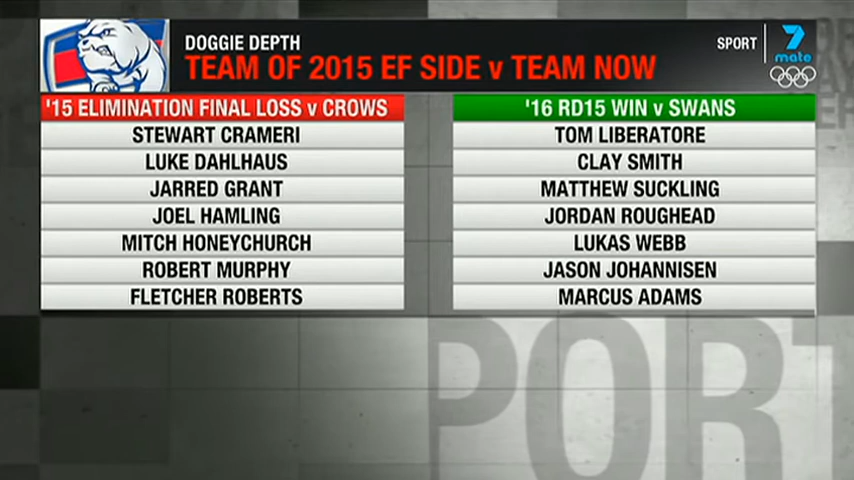 DOGGIE DEPTH
TEAM OF 2015 EF SIDE v TEAM NOW
SPORT
7
mate
'15 ELIMINATION FINAL LOSS v CROWS
STEWART CRAMERI
LUKE DAHLHAUS
JARRED GRANT
JOEL HAMLING
MITCH HONEYCHURCH
ROBERT MURPHY
FLETCHER ROBERTS
'16 RD15 WIN v SWANS
TOM LIBERATORE
CLAY SMITH
MATTHEW SUCKLING
JORDAN ROUGHEAD
LUKAS WEBB
JASON JOHANNISEN
MARCUS ADAMS
PORT